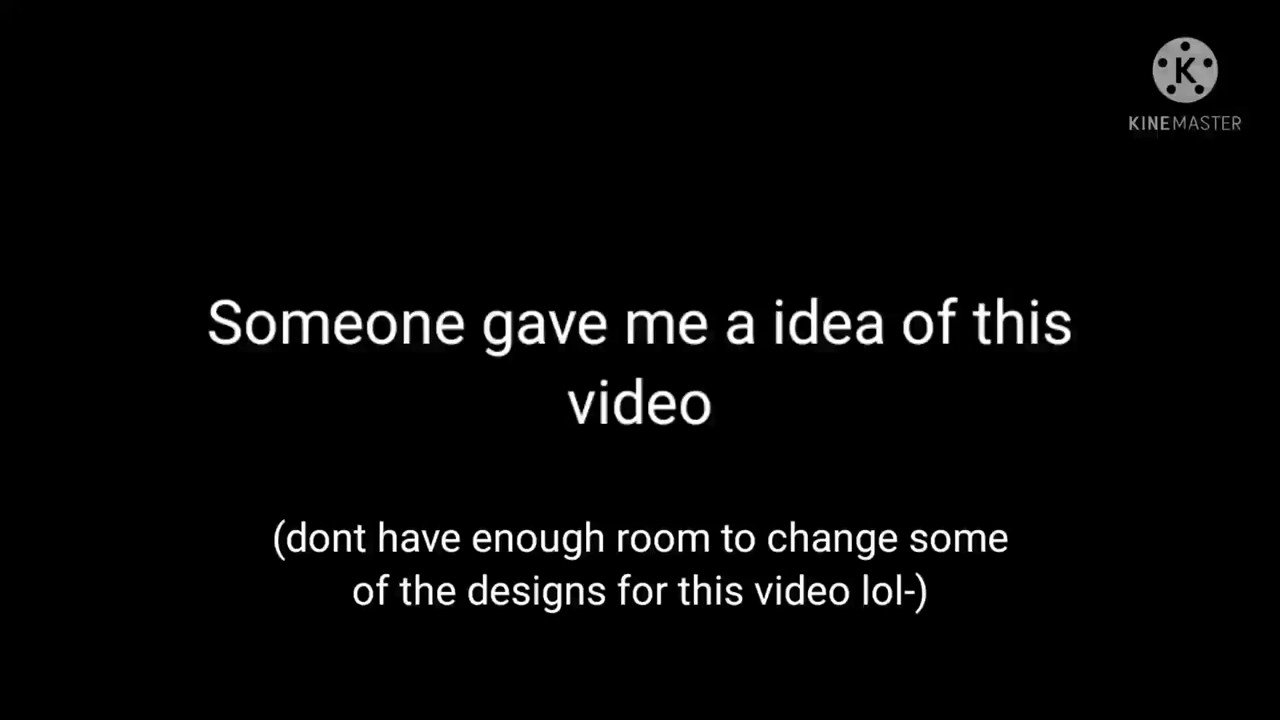 K
KINEMASTER
Someone gave me a idea of this
video
(dont have enough room to change some
of the designs for this video lol-)